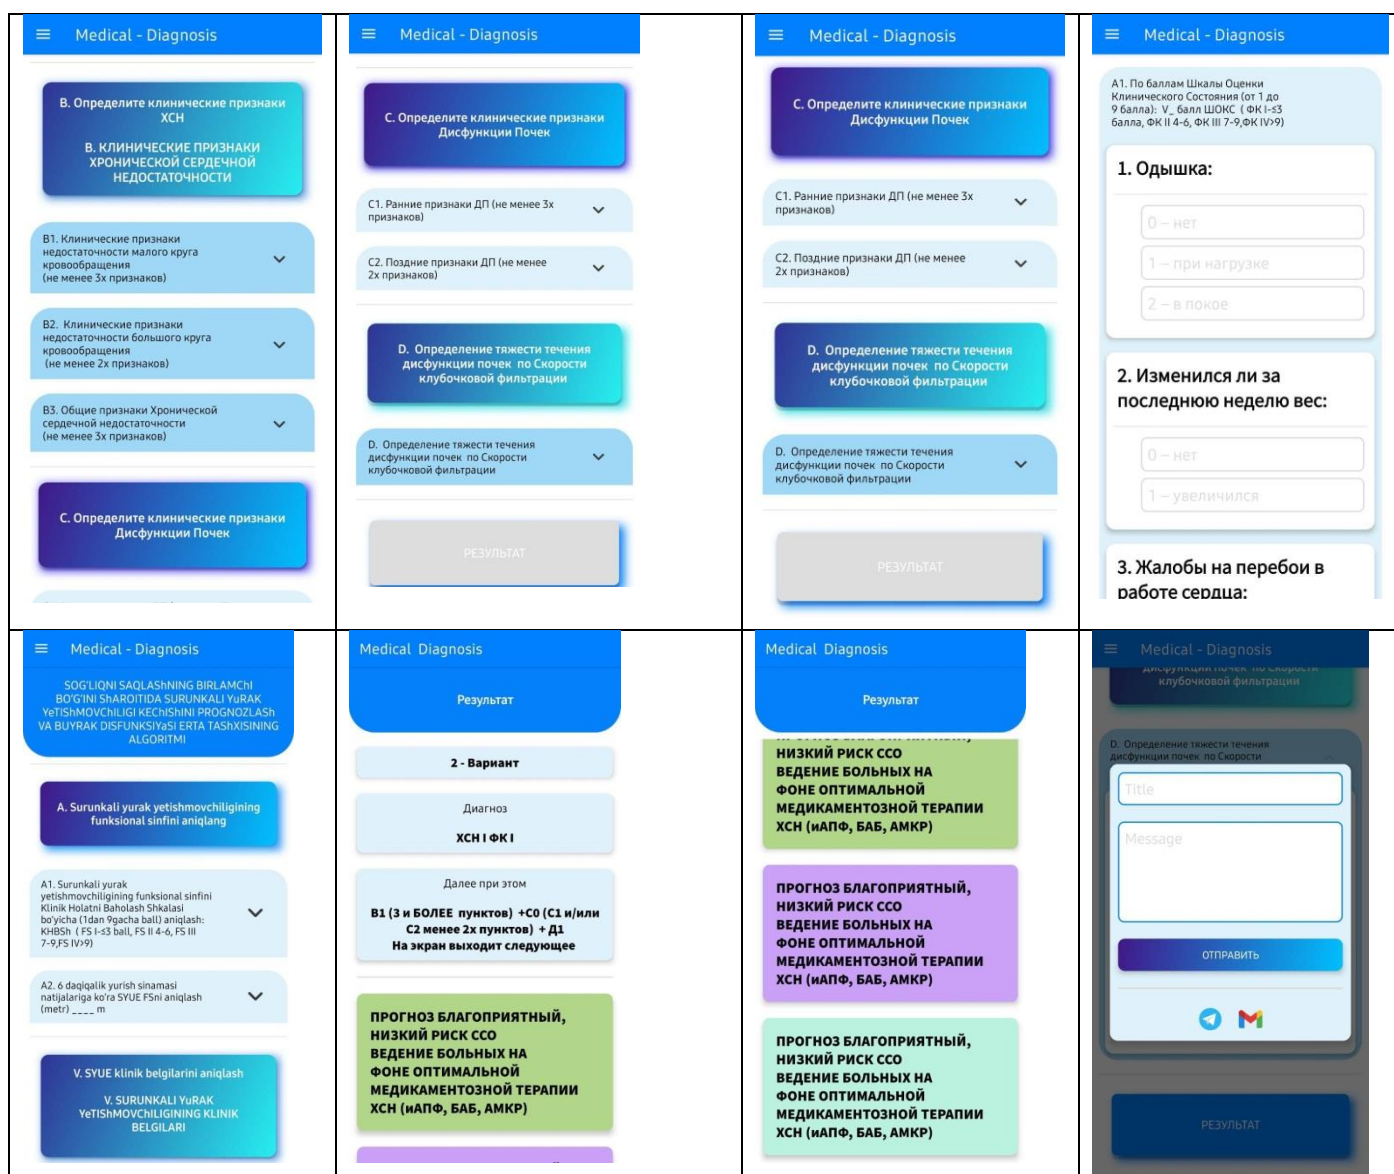 Medical - Diagnosis
В. Определите клинические признаки
ХСН
В. КЛИНИЧЕСКИЕ ПРИЗНАКИ
ХРОНИЧЕСКОЙ СЕРДЕЧНОЙ
НЕДОСТАТОЧНОСТИ
В1. Клинические признаки
недостаточности малого круга
кровообращения
(не менее 3х признаков)
В2. Клинические признаки
недостаточности большого круга
кровообращения
(не менее 2х признаков)
В3. Общие признаки Хронической
сердечной недостаточности
(не менее 3х признаков)
С. Определите клинические признаки
Дисфункции Почек
Medical - Diagnosis
С. Определите клинические признаки
Дисфункции Почек
С1. Ранние признаки ДП (не менее 3х
признаков)
С2. Поздние признаки ДП (не менее
2х признаков)
D. Определение тяжести течения
дисфункции почек по Скорости
клубочковой фильтрации
D. Определение тяжести течения
дисфункции почек по Скорости
клубочковой фильтрации
РЕЗУЛЬТАТ
Medical - Diagnosis
С. Определите клинические признаки
Дисфункции Почек
С1. Ранние признаки ДП (не менее 3х
признаков)
С2. Поздние признаки ДП (не менее
2х признаков)
D. Определение тяжести течения
дисфункции почек по Скорости
клубочковой фильтрации
D. Определение тяжести течения
дисфункции почек по Скорости
клубочковой фильтрации
РЕЗУЛЬТАТ
Medical - Diagnosis
А1. По баллам Шкалы Оценки
Клинического Состояния (от 1 до
9 балла): V_ балл ШОКС ( ФК I-≤3
балла, ФК II 4-6, ФК III 7-9,ФК IV>9)
1. Одышка:
0 – нет
1 – при нагрузке
2 – в покое
2. Изменился ли за
последнюю неделю вес:
0 – нет
1 – увеличился
3. Жалобы на перебои в
работе сердца:
Medical - Diagnosis
SOG'LIQNI SAQLAShNING BIRLAMChI
BO'G'INI ShAROITIDA SURUNKALI YuRAK
YeTIShMOVChILIGI KEChIShINI PROGNOZLASh
VA BUYRAK DISFUNKSIYaSI ERTA TAShXISINING
ALGORITMI
A. Surunkali yurak yetishmovchiligining
funksional sinfini aniqlang
A1. Surunkali yurak
yetishmovchiligining funksional sinfini
Klinik Holatni Baholash Shkalasi
bo'yicha (1dan 9gacha ball) aniqlash:
KHBSh ( FS I-≤3 ball, FS II 4-6, FS III
7-9,FS IV>9)
A2. 6 daqiqalik yurish sinamasi
natijalariga ko'ra SYUE FSni aniqlash
(metr) ____ m
V. SYUE klinik belgilarini aniqlash
V. SURUNKALI YuRAK
YeTIShMOVChILIGINING KLINIK
BELGILARI
Medical Diagnosis
Результат
2 - Вариант
Диагноз
ХСН I ФК I
Далее при этом
В1 (3 и БОЛЕЕ пунктов) +С0 (С1 и/или
С2 менее 2х пунктов) + Д1
На экран выходит следующее
ПРОГНОЗ БЛАГОПРИЯТНЫЙ,
НИЗКИЙ РИСК ССО
ВЕДЕНИЕ БОЛЬНЫХ НА
ФОНЕ ОПТИМАЛЬНОЙ
МЕДИКАМЕНТОЗНОЙ ТЕРАПИИ
ХСН (иАПФ, БАБ, АМКР)
Medical Diagnosis
Результат
НИЗКИЙ РИСК ССО
ВЕДЕНИЕ БОЛЬНЫХ НА
ФОНЕ ОПТИМАЛЬНОЙ
МЕДИКАМЕНТОЗНОЙ ТЕРАПИИ
ХСН (иАПФ, БАБ, АМКР)
ПРОГНОЗ БЛАГОПРИЯТНЫЙ,
НИЗКИЙ РИСК ССО
ВЕДЕНИЕ БОЛЬНЫХ НА
ФОНЕ ОПТИМАЛЬНОЙ
МЕДИКАМЕНТОЗНОЙ ТЕРАПИИ
ХСН (иАПФ, БАБ, АМКР)
ПРОГНОЗ БЛАГОПРИЯТНЫЙ,
НИЗКИЙ РИСК ССО
ВЕДЕНИЕ БОЛЬНЫХ НА
ФОНЕ ОПТИМАЛЬНОЙ
МЕДИКАМЕНТОЗНОЙ ТЕРАПИИ
ХСН (иАПФ, БАБ, АМКР)
Medical - Diagnosis
дисфункции почек по Скорости
клубочковой фильтрации
D. Определение тяжести течения
дисфункции почек по Скорости
Title
Message
ОТПРАВИТЬ
РЕЗУЛЬТАТ